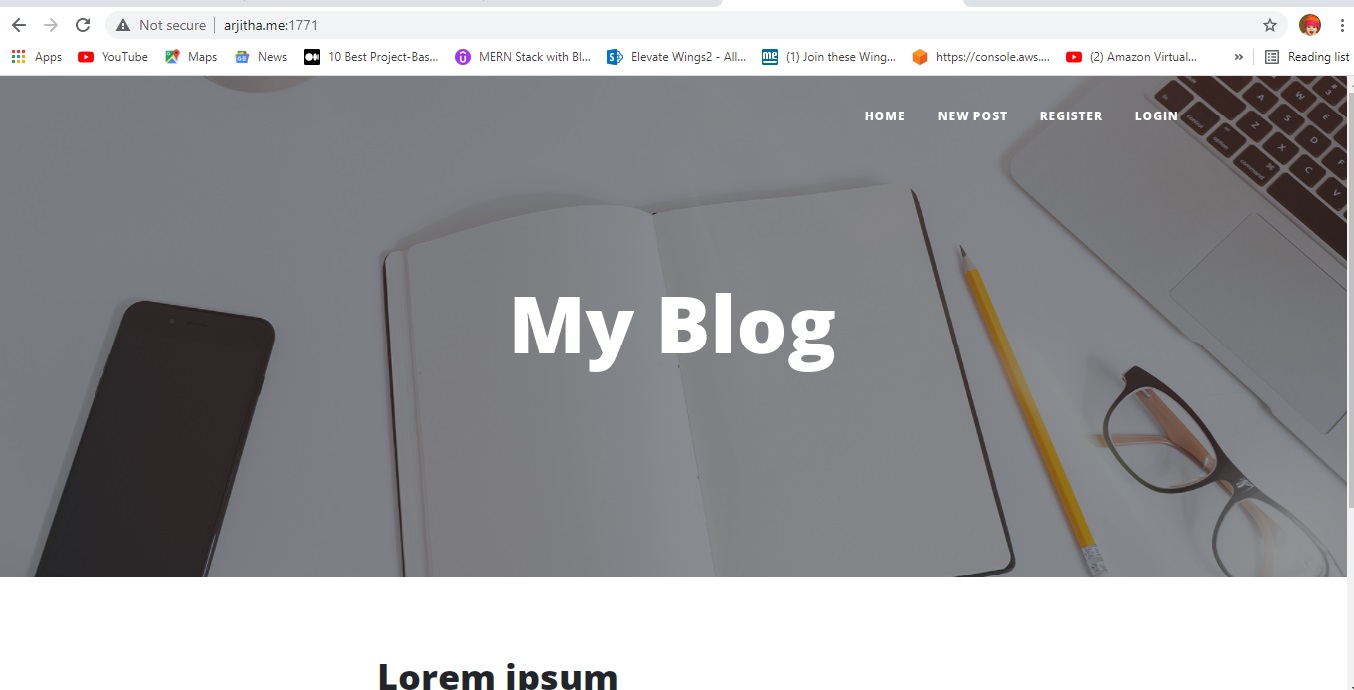 Not secure | arjitha.me:1771
Apps YouTube Maps News 10 Best Project-Bas... MERN Stack with Bl... Elevate Wings2 - All... (1) Join these Wing... https://console.aws.... (2) Amazon Virtual... » Reading list
HOME NEW POST REGISTER LOGIN
My Blog
Lorem ipsum